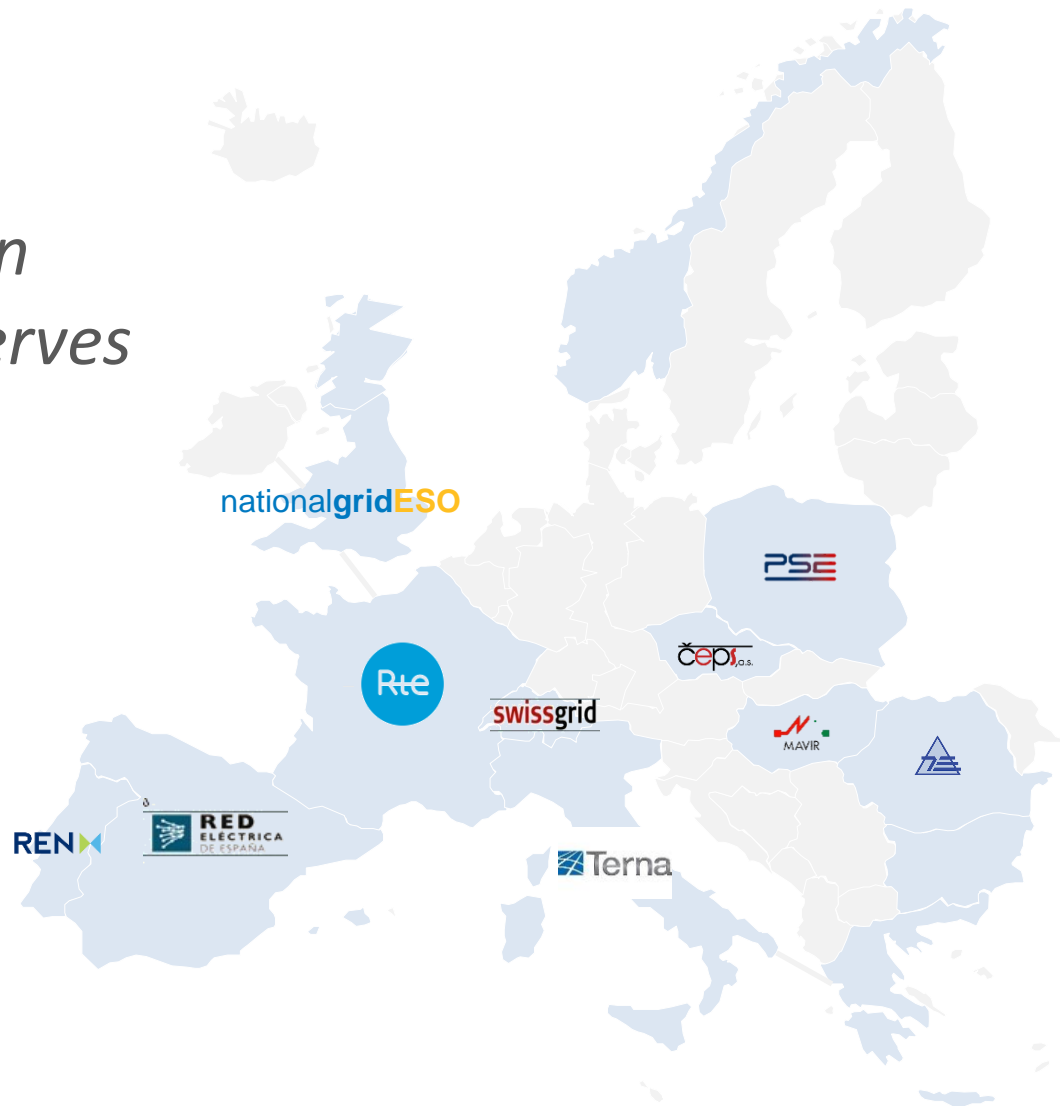 n
erves
nationalgridESO
PSE
čeps,a.s.
Rte
swissgrid
MAVIR
RED
ELÉCTRICA
DE ESPAÑA
REN
Terna